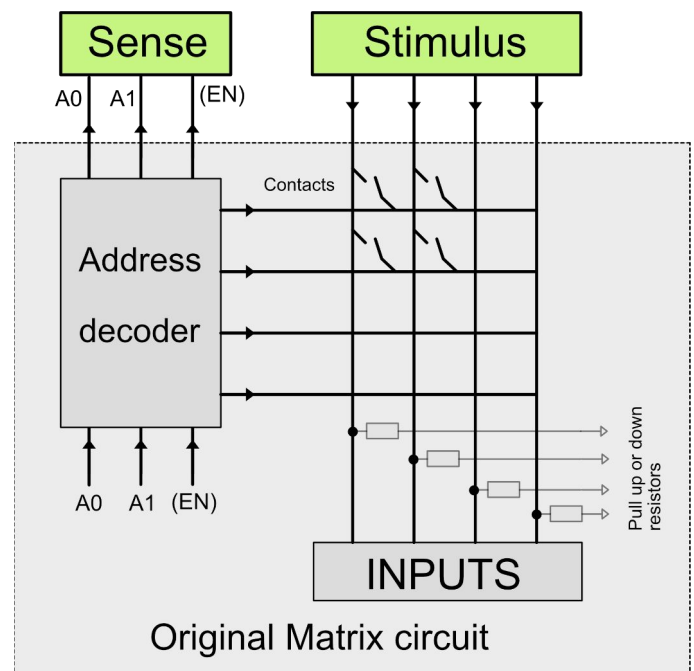 Sense
Stimulus
A0 A1 (EN)
Contacts
Address
decoder
A0 A1 (EN)
Pull up or down
resistors
INPUTS
Original Matrix circuit